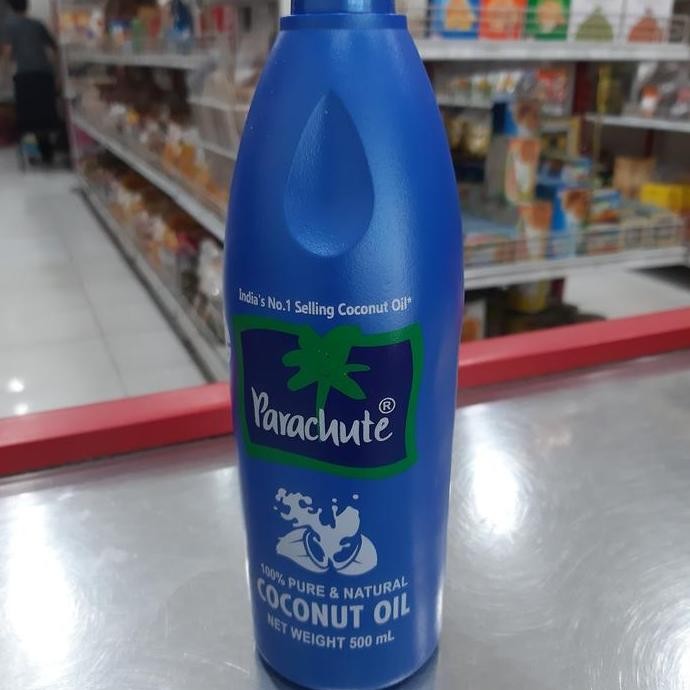 India's No.1 Selling Coconut Oil*
Parachute®
100% PURE & NATURAL
COCONUT OIL
NET WEIGHT 500 mL